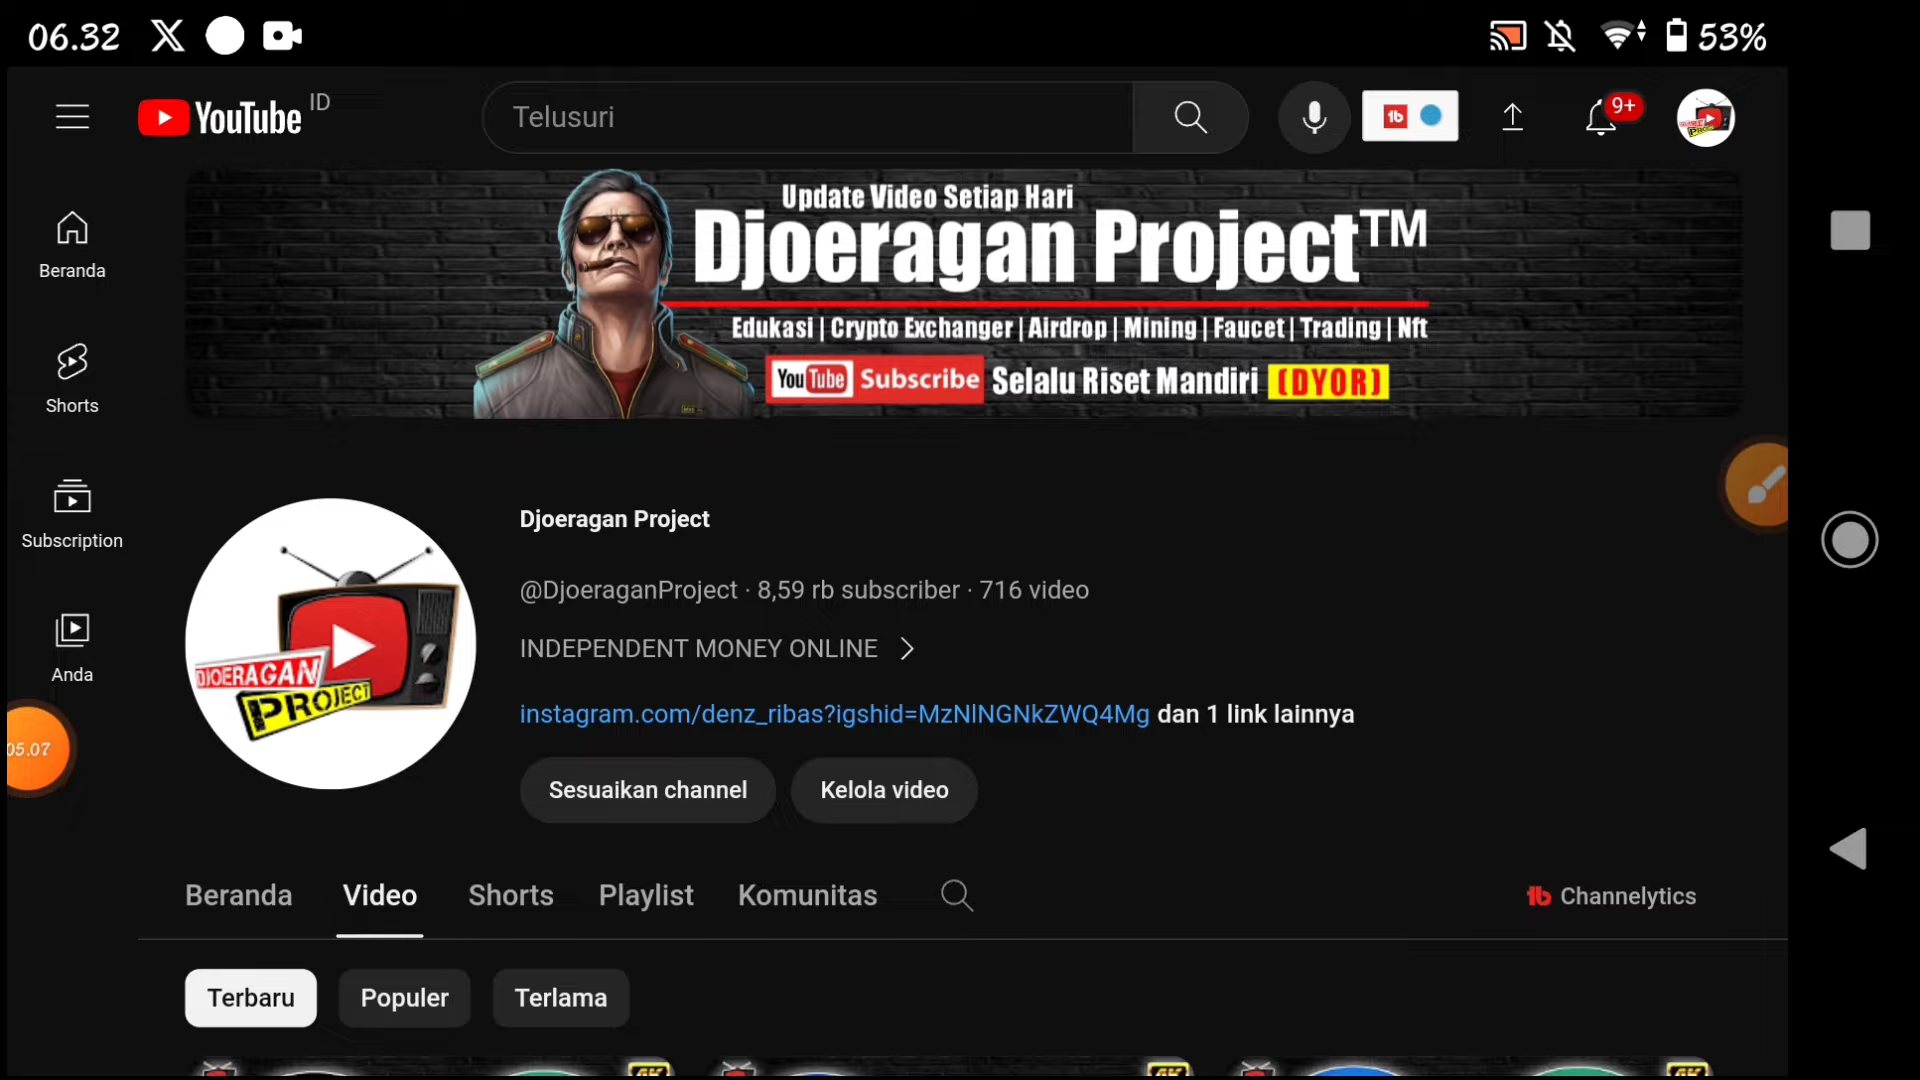 06.32
53%
YouTube ID
Telusuri
9+
Beranda
Shorts
Subscription
Anda
05.07
Update Video Setiap Hari
Djoeragan Project™
Edukasi | Crypto Exchanger | Airdrop | Mining | Faucet | Trading | Nft
YouTube Subscribe Selalu Riset Mandiri (DYOR)
DJOERAGAN
PROJECT
Djoeragan Project
@DjoeraganProject · 8,59 rb subscriber · 716 video
INDEPENDENT MONEY ONLINE
instagram.com/denz_ribas?igshid=MzNlNGNkZWQ4Mg dan 1 link lainnya
Sesuaikan channel
Kelola video
Beranda
Video
Shorts
Playlist
Komunitas
Channelytics
Terbaru
Populer
Terlama